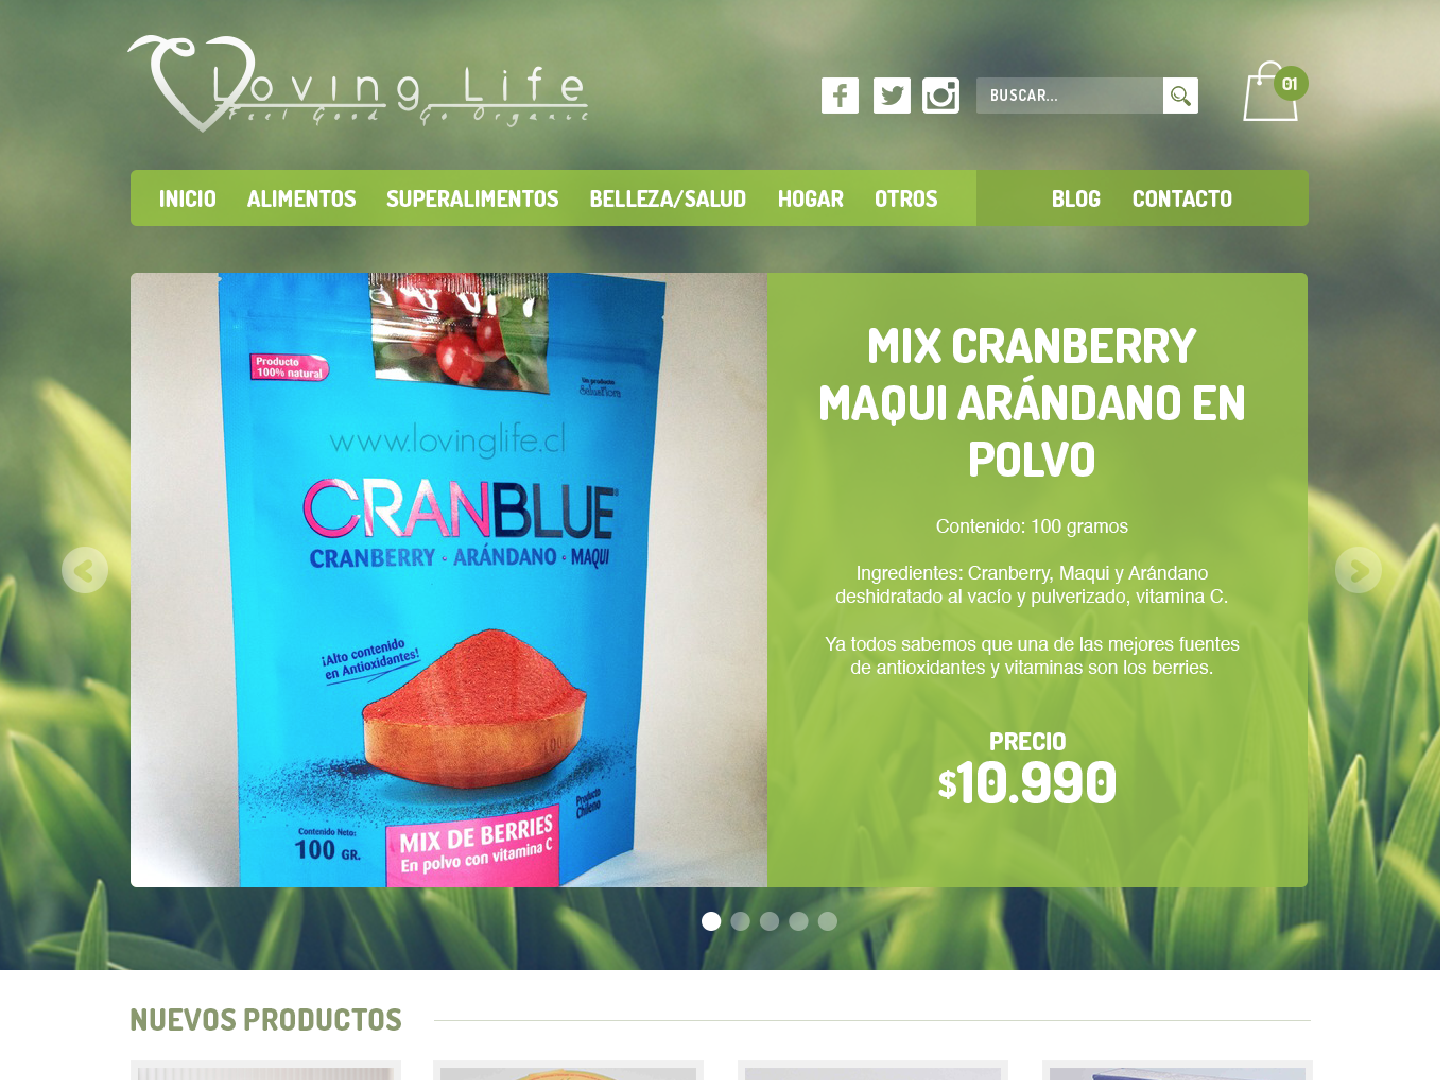 Loving Life
Feel Good Go Organic
BUSCAR...
01
INICIO ALIMENTOS SUPERALIMENTOS BELLEZA/SALUD HOGAR OTROS BLOG CONTACTO
Producto
100% natural
Un producto
www.lovinglife.cl
CRANBLUE®
CRANBERRY · ARÁNDANO · MAQUI
¡Alto contenido
en Antioxidantes!
Producto
Chileno
Contenido Neto:
100 GR.
MIX DE BERRIES
En polvo con vitamina C
MIX CRANBERRY
MAQUI ARÁNDANO EN
POLVO
Contenido: 100 gramos
Ingredientes: Cranberry, Maqui y Arándano
deshidratado al vacío y pulverizado, vitamina C.
Ya todos sabemos que una de las mejores fuentes
de antioxidantes y vitaminas son los berries.
PRECIO
$10.990
NUEVOS PRODUCTOS